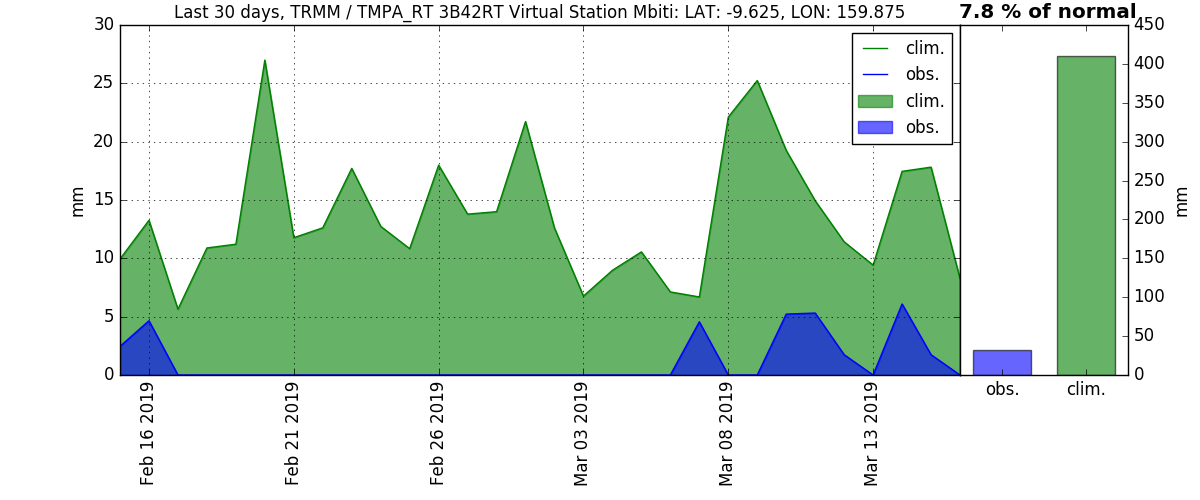 Last 30 days, TRMM / TMPA_RT 3B42RT Virtual Station Mbiti: LAT: -9.625, LON: 159.875
7.8 % of normal
mm
30
25
20
15
10
5
0
clim.
obs.
clim.
obs.
Feb 16 2019
Feb 21 2019
Feb 26 2019
Mar 03 2019
Mar 08 2019
Mar 13 2019
450
400
350
300
250
200
150
100
50
0
mm
obs.
clim.